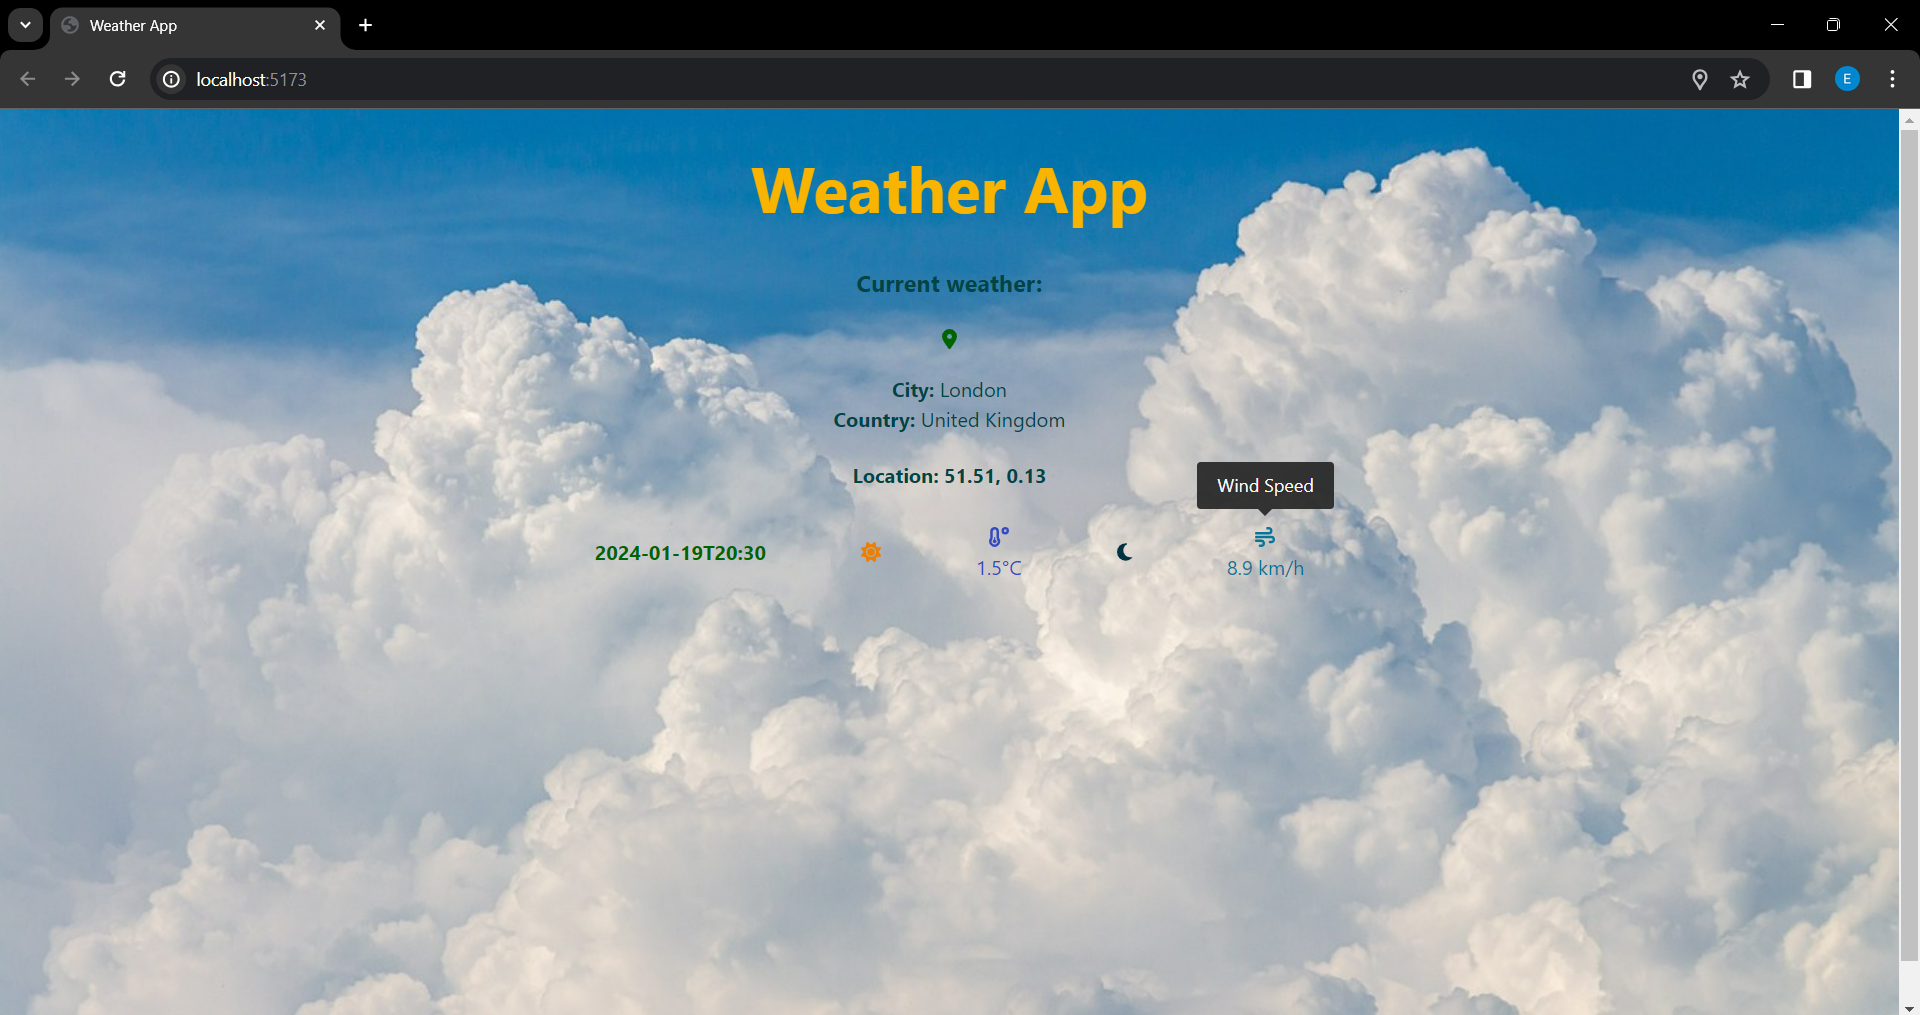 Weather App
localhost:5173
E
Weather App
Current weather:
City: London
Country: United Kingdom
Location: 51.51, 0.13
Wind Speed
2024-01-19T20:30
1.5°C
8.9 km/h